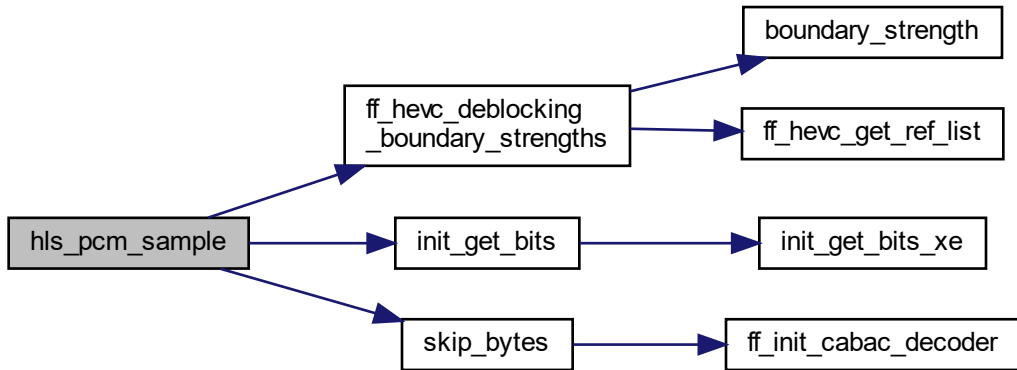 boundary_strength
ff_hevc_deblocking
_boundary_strengths
ff_hevc_get_ref_list
hls_pcm_sample
init_get_bits
init_get_bits_xe
skip_bytes
ff_init_cabac_decoder